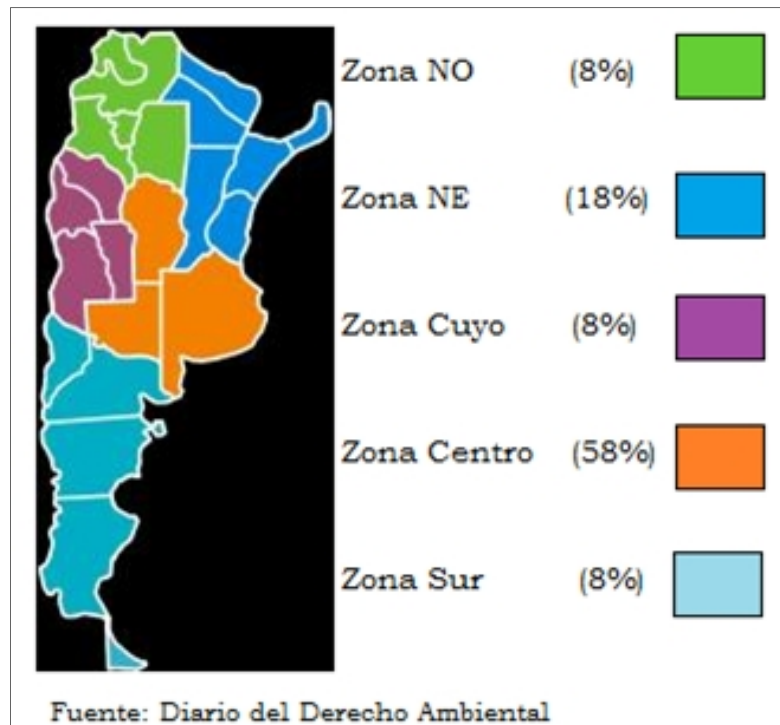 Zona NO (8%)
Zona NE (18%)
Zona Cuyo (8%)
Zona Centro (58%)
Zona Sur (8%)
Fuente: Diario del Derecho Ambiental